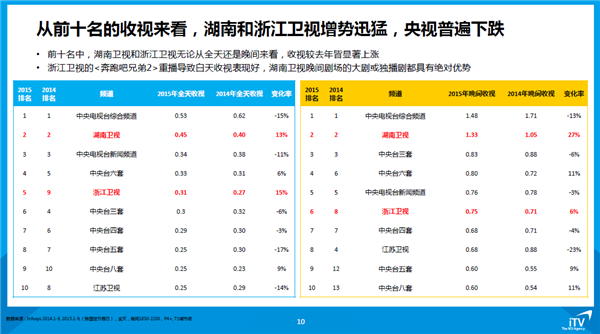 从前十名的收视来看，湖南和浙江卫视增势迅猛，央视普遍下跌
• 前十名中，湖南卫视和浙江卫视无论从全天还是晚间来看，收视较去年皆显著上涨
• 浙江卫视的<奔跑吧兄弟2>重播导致白天收视表现好，湖南卫视晚间剧场的大剧或独播剧都具有绝对优势
2015排名 2014排名 频道 2015年全天收视 2014年全天收视 变化率
1 1 中央电视台综合频道 0.53 0.62 -15%
2 2 湖南卫视 0.45 0.40 13%
3 3 中央电视台新闻频道 0.34 0.38 -11%
4 5 中央台六套 0.33 0.31 6%
5 9 浙江卫视 0.31 0.27 15%
6 4 中央台三套 0.3 0.32 -6%
7 6 中央台四套 0.29 0.30 -3%
8 7 中央台五套 0.25 0.30 -17%
9 10 中央台八套 0.25 0.23 9%
10 8 江苏卫视 0.25 0.29 -14%
2015排名 2014排名 频道 2015年晚间收视 2014年晚间收视 变化率
1 1 中央电视台综合频道 1.48 1.71 -13%
2 2 湖南卫视 1.33 1.05 27%
3 3 中央台三套 0.83 0.88 -6%
4 6 中央台六套 0.80 0.72 11%
5 5 中央电视台新闻频道 0.76 0.78 -3%
6 8 浙江卫视 0.75 0.71 6%
7 7 中央台四套 0.68 0.71 -4%
8 4 江苏卫视 0.68 0.88 -23%
9 12 中央台五套 0.60 0.55 9%
10 13 中央台八套 0.60 0.54 11%
10
iTV